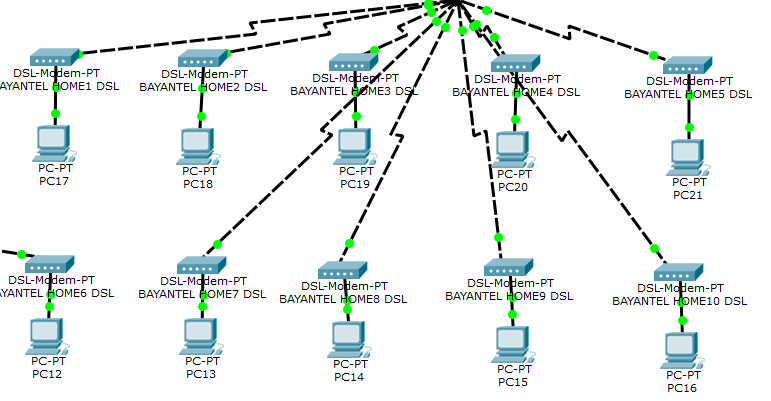 DSL-Modem-PT
BAYANTEL HOME1 DSL
DSL-Modem-PT
BAYANTEL HOME2 DSL
DSL-Modem-PT
BAYANTEL HOME3 DSL
DSL-Modem-PT
BAYANTEL HOME4 DSL
DSL-Modem-PT
BAYANTEL HOME5 DSL
PC-PT
PC17
PC-PT
PC18
PC-PT
PC19
PC-PT
PC20
PC-PT
PC21
DSL-Modem-PT
AYANTEL HOME6 DSL
DSL-Modem-PT
BAYANTEL HOME7 DSL
DSL-Modem-PT
BAYANTEL HOME8 DSL
DSL-Modem-PT
BAYANTEL HOME9 DSL
DSL-Modem-PT
BAYANTEL HOME10 DSL
PC-PT
PC12
PC-PT
PC13
PC-PT
PC14
PC-PT
PC15
PC-PT
PC16